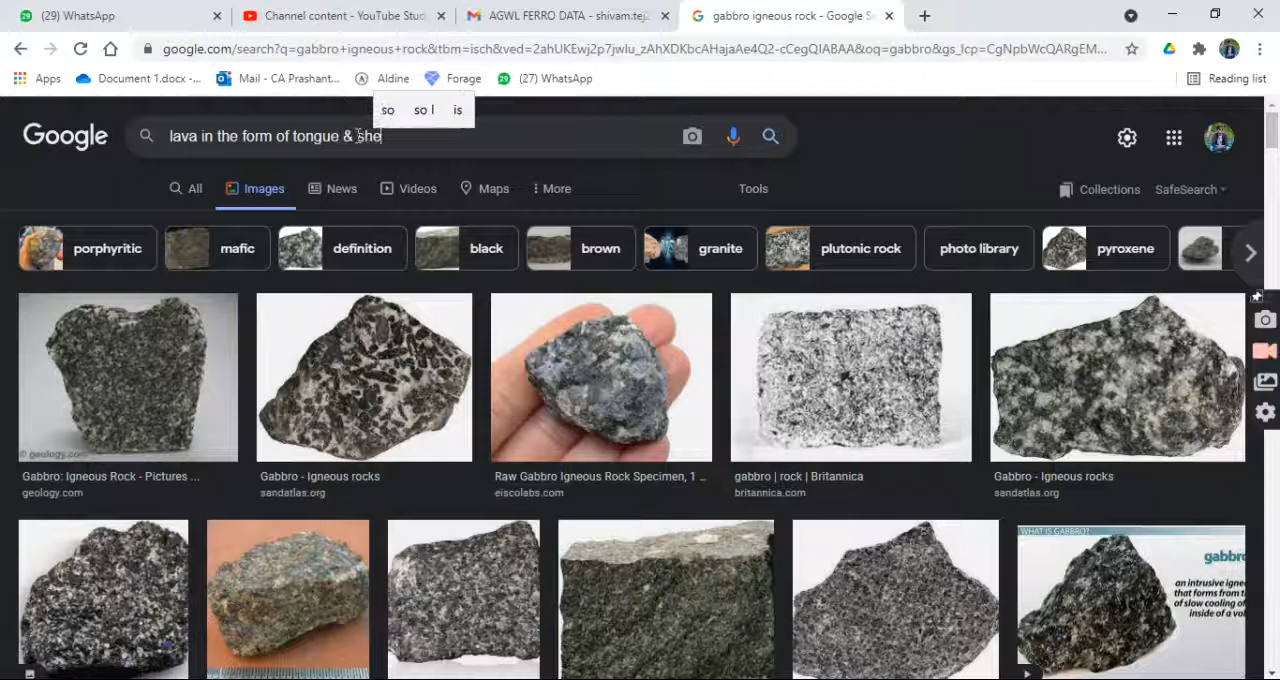 (29) WhatsApp
Channel content - YouTube Stud
AGWL FERRO DATA - shivam.tej2
gabbro igneous rock - Google Se
google.com/search?q=gabbro+igneous+rock&tbm=isch&ved=2ahUKEwj2p7jwlu_zAhXDKbcAHajaAe4Q2-cCegQIABAA&oq=gabbro&gs_lcp=CgNpbWcQARgEM...
Apps
Document 1.docx -...
Mail - CA Prashant...
Aldine
Forage
(27) WhatsApp
Reading list
so so I is
Google
lava in the form of tongue & she
All
Images
News
Videos
Maps
More
Tools
Collections
SafeSearch
porphyritic
mafic
definition
black
brown
granite
plutonic rock
photo library
pyroxene
© geology.com
Gabbro: Igneous Rock - Pictures ...
geology.com
Gabbro - Igneous rocks
sandatlas.org
Raw Gabbro Igneous Rock Specimen, 1 ...
eiscolabs.com
gabbro | rock | Britannica
britannica.com
Gabbro - Igneous rocks
sandatlas.org
WHAT IS GABBRO?
gabbro
an intrusive igne
that forms from t
of slow cooling of
inside of a vol